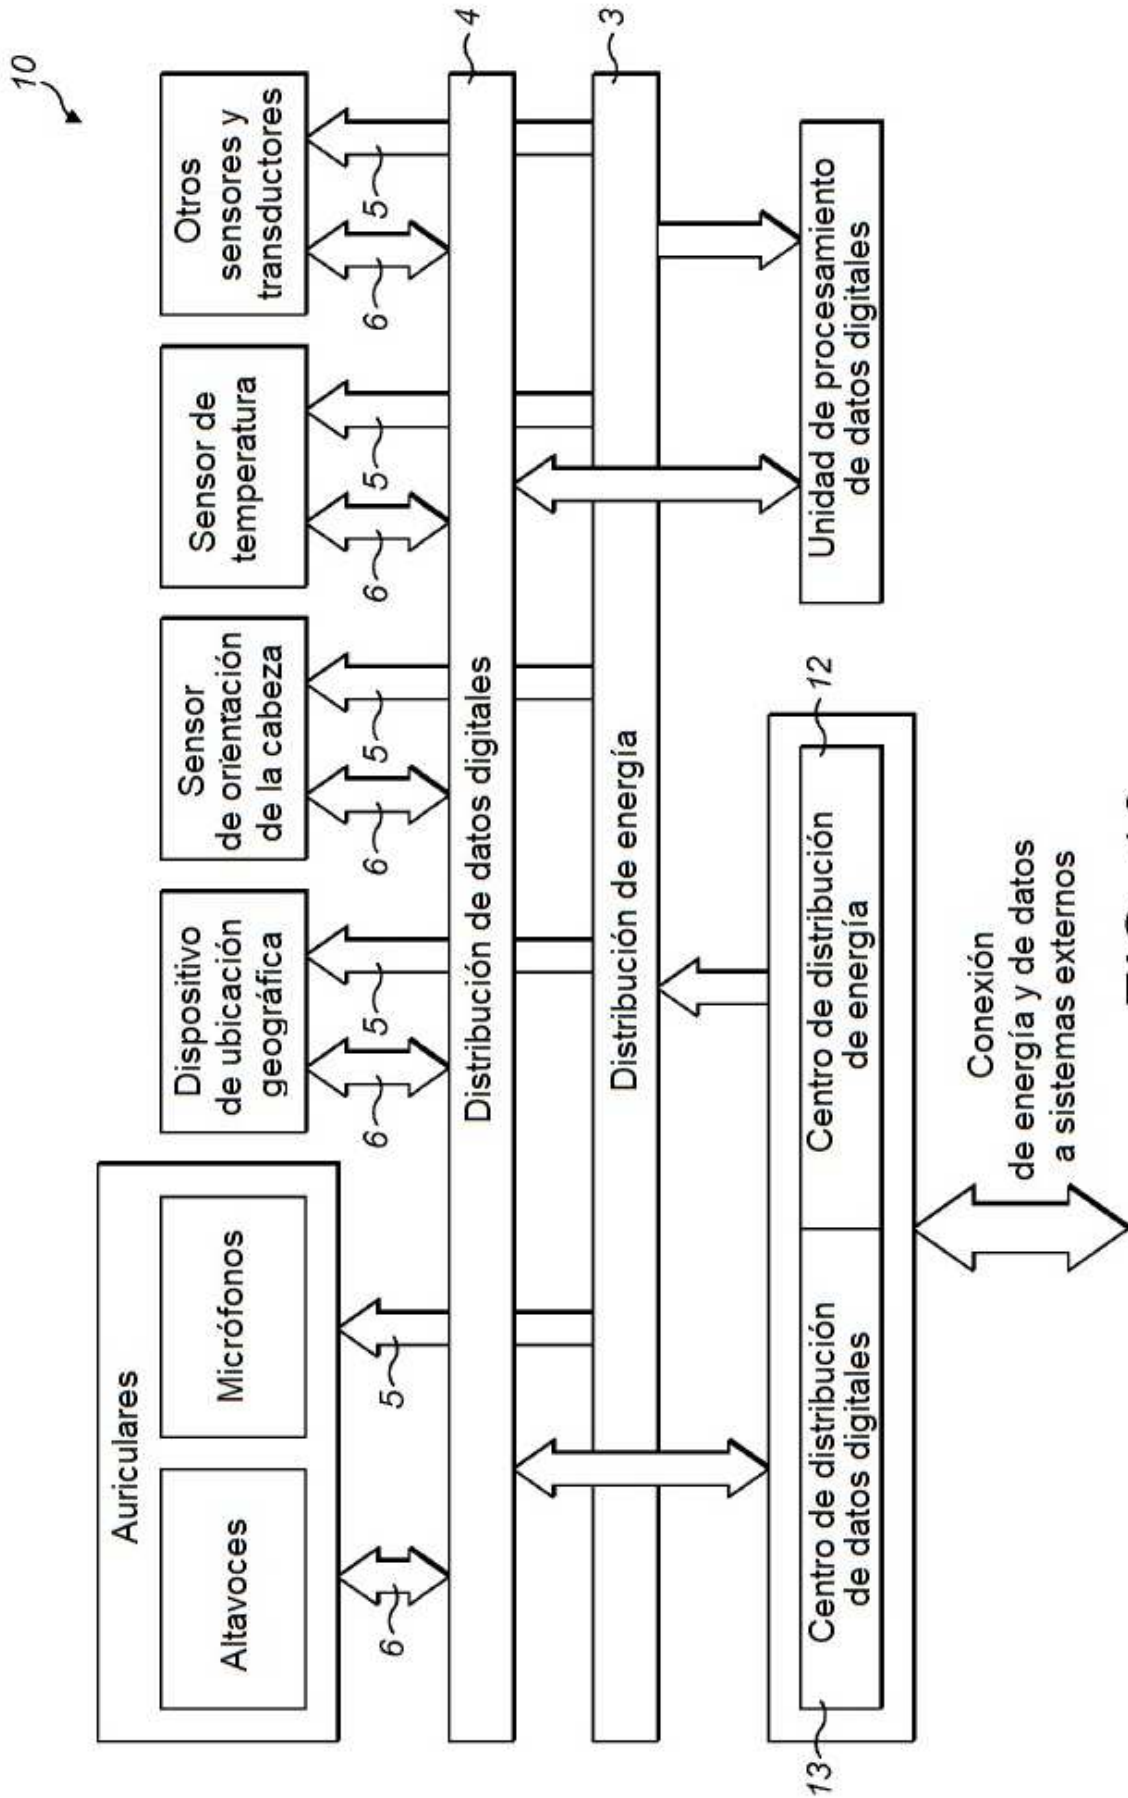 10
Auriculares
Altavoces
Micrófonos
Dispositivo
de ubicación
geográfica
Sensor
de orientación
de la cabeza
Sensor de
temperatura
Otros
sensores y
transductores
6
5
6
5
6
5
6
5
6
5
Distribución de datos digitales
4
Distribución de energía
3
13
Centro de distribución
de datos digitales
Centro de distribución
de energía
12
Unidad de procesamiento
de datos digitales
Conexión
de energía y de datos
a sistemas externos